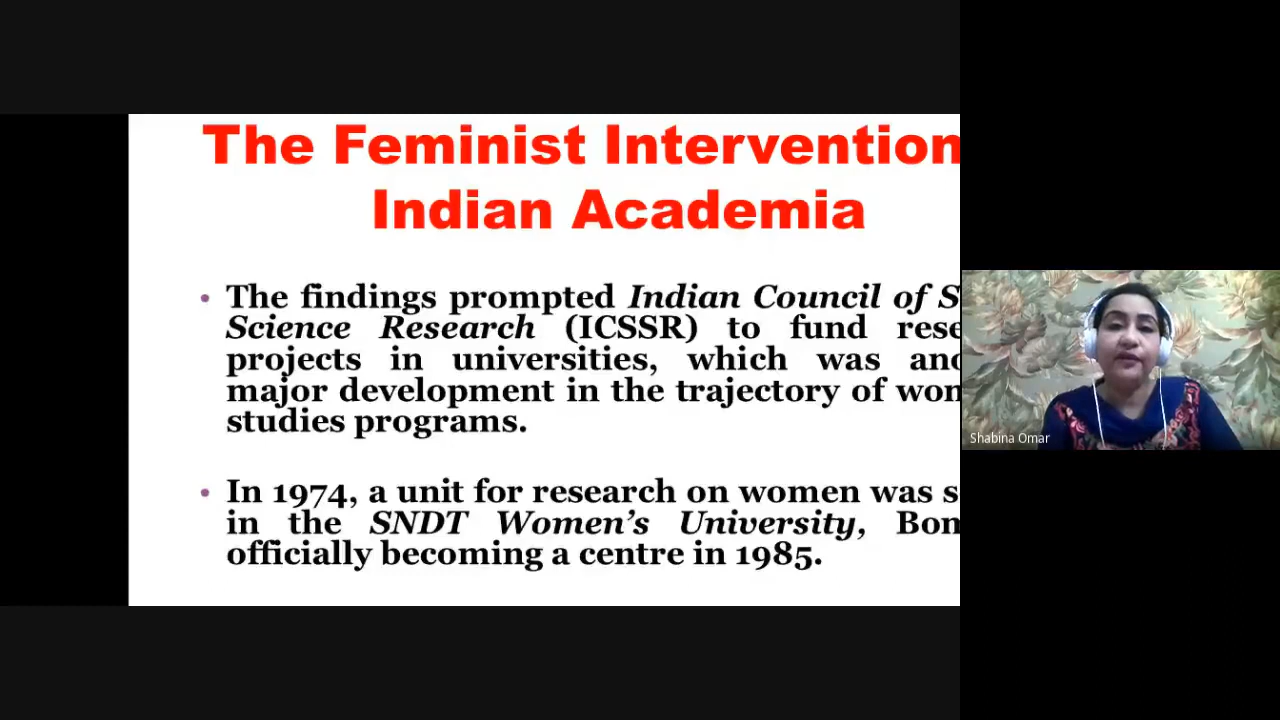 The Feminist Intervention
Indian Academia
• The findings prompted Indian Council of S
Science Research (ICSSR) to fund rese
projects in universities, which was ano
major development in the trajectory of wom
studies programs.
• In 1974, a unit for research on women was s
in the SNDT Women’s University, Bom
officially becoming a centre in 1985.
Shabina Omar